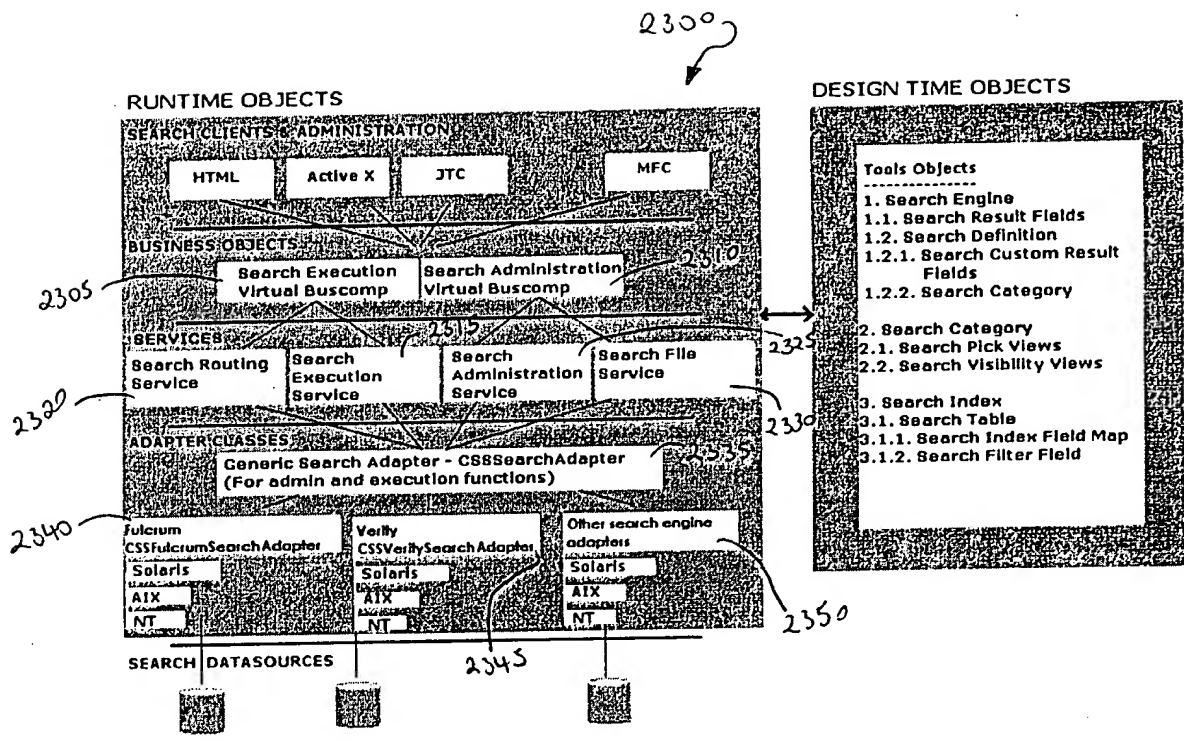 2300
RUNTIME OBJECTS
SEARCH CLIENTS & ADMINISTRATION
HTML
Active X
JTC
MFC
BUSINESS OBJECTS
Search Execution
Virtual Buscomp
Search Administration
Virtual Buscomp
2305
2310
SERVICES
2315
2325
Search Routing
Service
Search
Execution
Service
Search
Administration
Service
Search File
Service
2320
2330
ADAPTER CLASSES
Generic Search Adapter - CSSSearchAdapter
(For admin and execution functions)
2335
2340
Fulcrum
CSSFulcrumSearchAdapter
Solaris
AIX
NT
Verity
CSSVeritySearchAdapter
Solaris
AIX
NT
Other search engine
adapters
Solaris
AIX
NT
2345
2350
SEARCH DATASOURCES
DESIGN TIME OBJECTS
Tools Objects
---------------
1. Search Engine
1.1. Search Result Fields
1.2. Search Definition
1.2.1. Search Custom Result
Fields
1.2.2. Search Category
2. Search Category
2.1. Search Pick Views
2.2. Search Visibility Views
3. Search Index
3.1. Search Table
3.1.1. Search Index Field Map
3.1.2. Search Filter Field